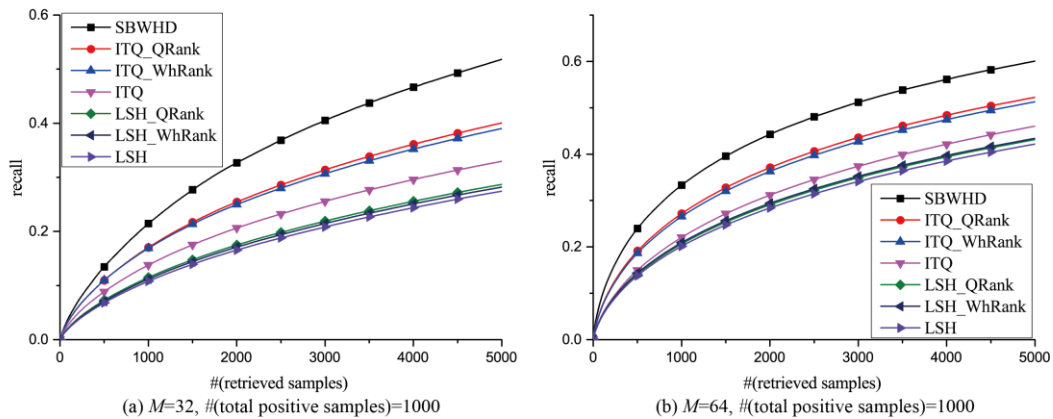 0.6
0.4
0.2
0.0
recall
SBWHD
ITQ_QRank
ITQ_WhRank
ITQ
LSH_QRank
LSH_WhRank
LSH
0 1000 2000 3000 4000 5000
#(retrieved samples)
(a) M=32, #(total positive samples)=1000
0.6
0.4
0.2
0.0
recall
SBWHD
ITQ_QRank
ITQ_WhRank
ITQ
LSH_QRank
LSH_WhRank
LSH
0 1000 2000 3000 4000 5000
#(retrieved samples)
(b) M=64, #(total positive samples)=1000